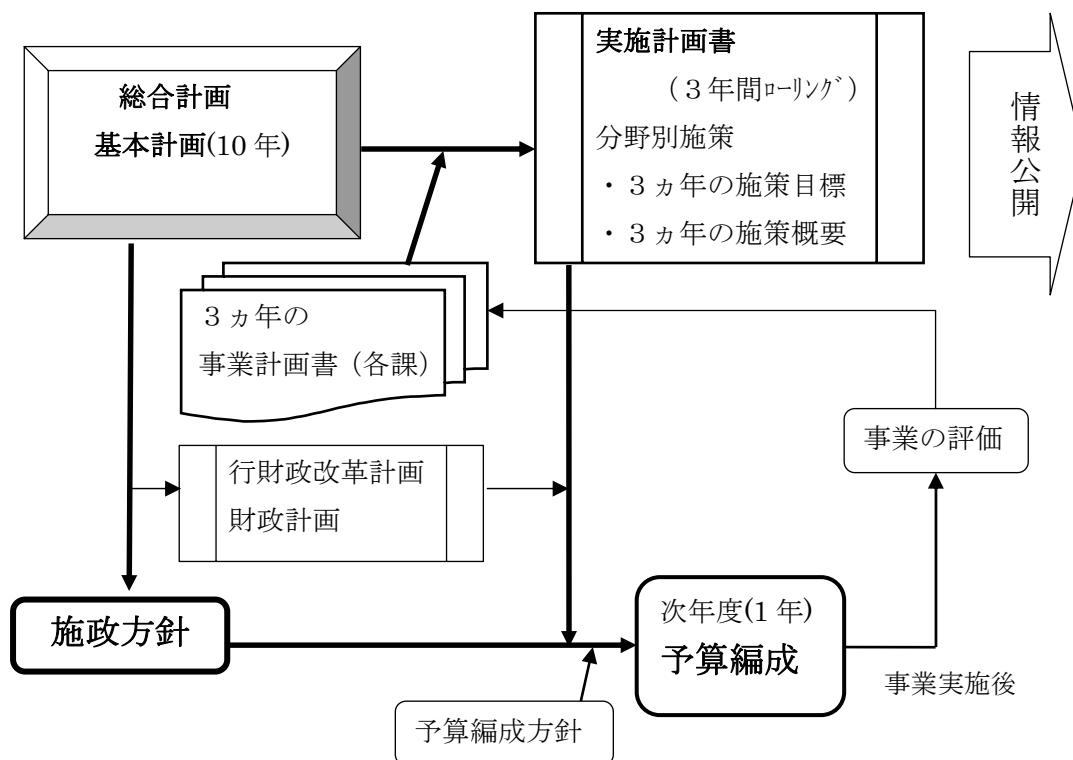 総合計画
基本計画(10年)
実施計画書
(３年間ﾛｰﾘﾝｸﾞ)
分野別施策
・３ヵ年の施策目標
・３ヵ年の施策概要
情報公開
３ヵ年の
事業計画書（各課）
事業の評価
行財政改革計画
財政計画
施政方針
次年度(1年)
予算編成
事業実施後
予算編成方針